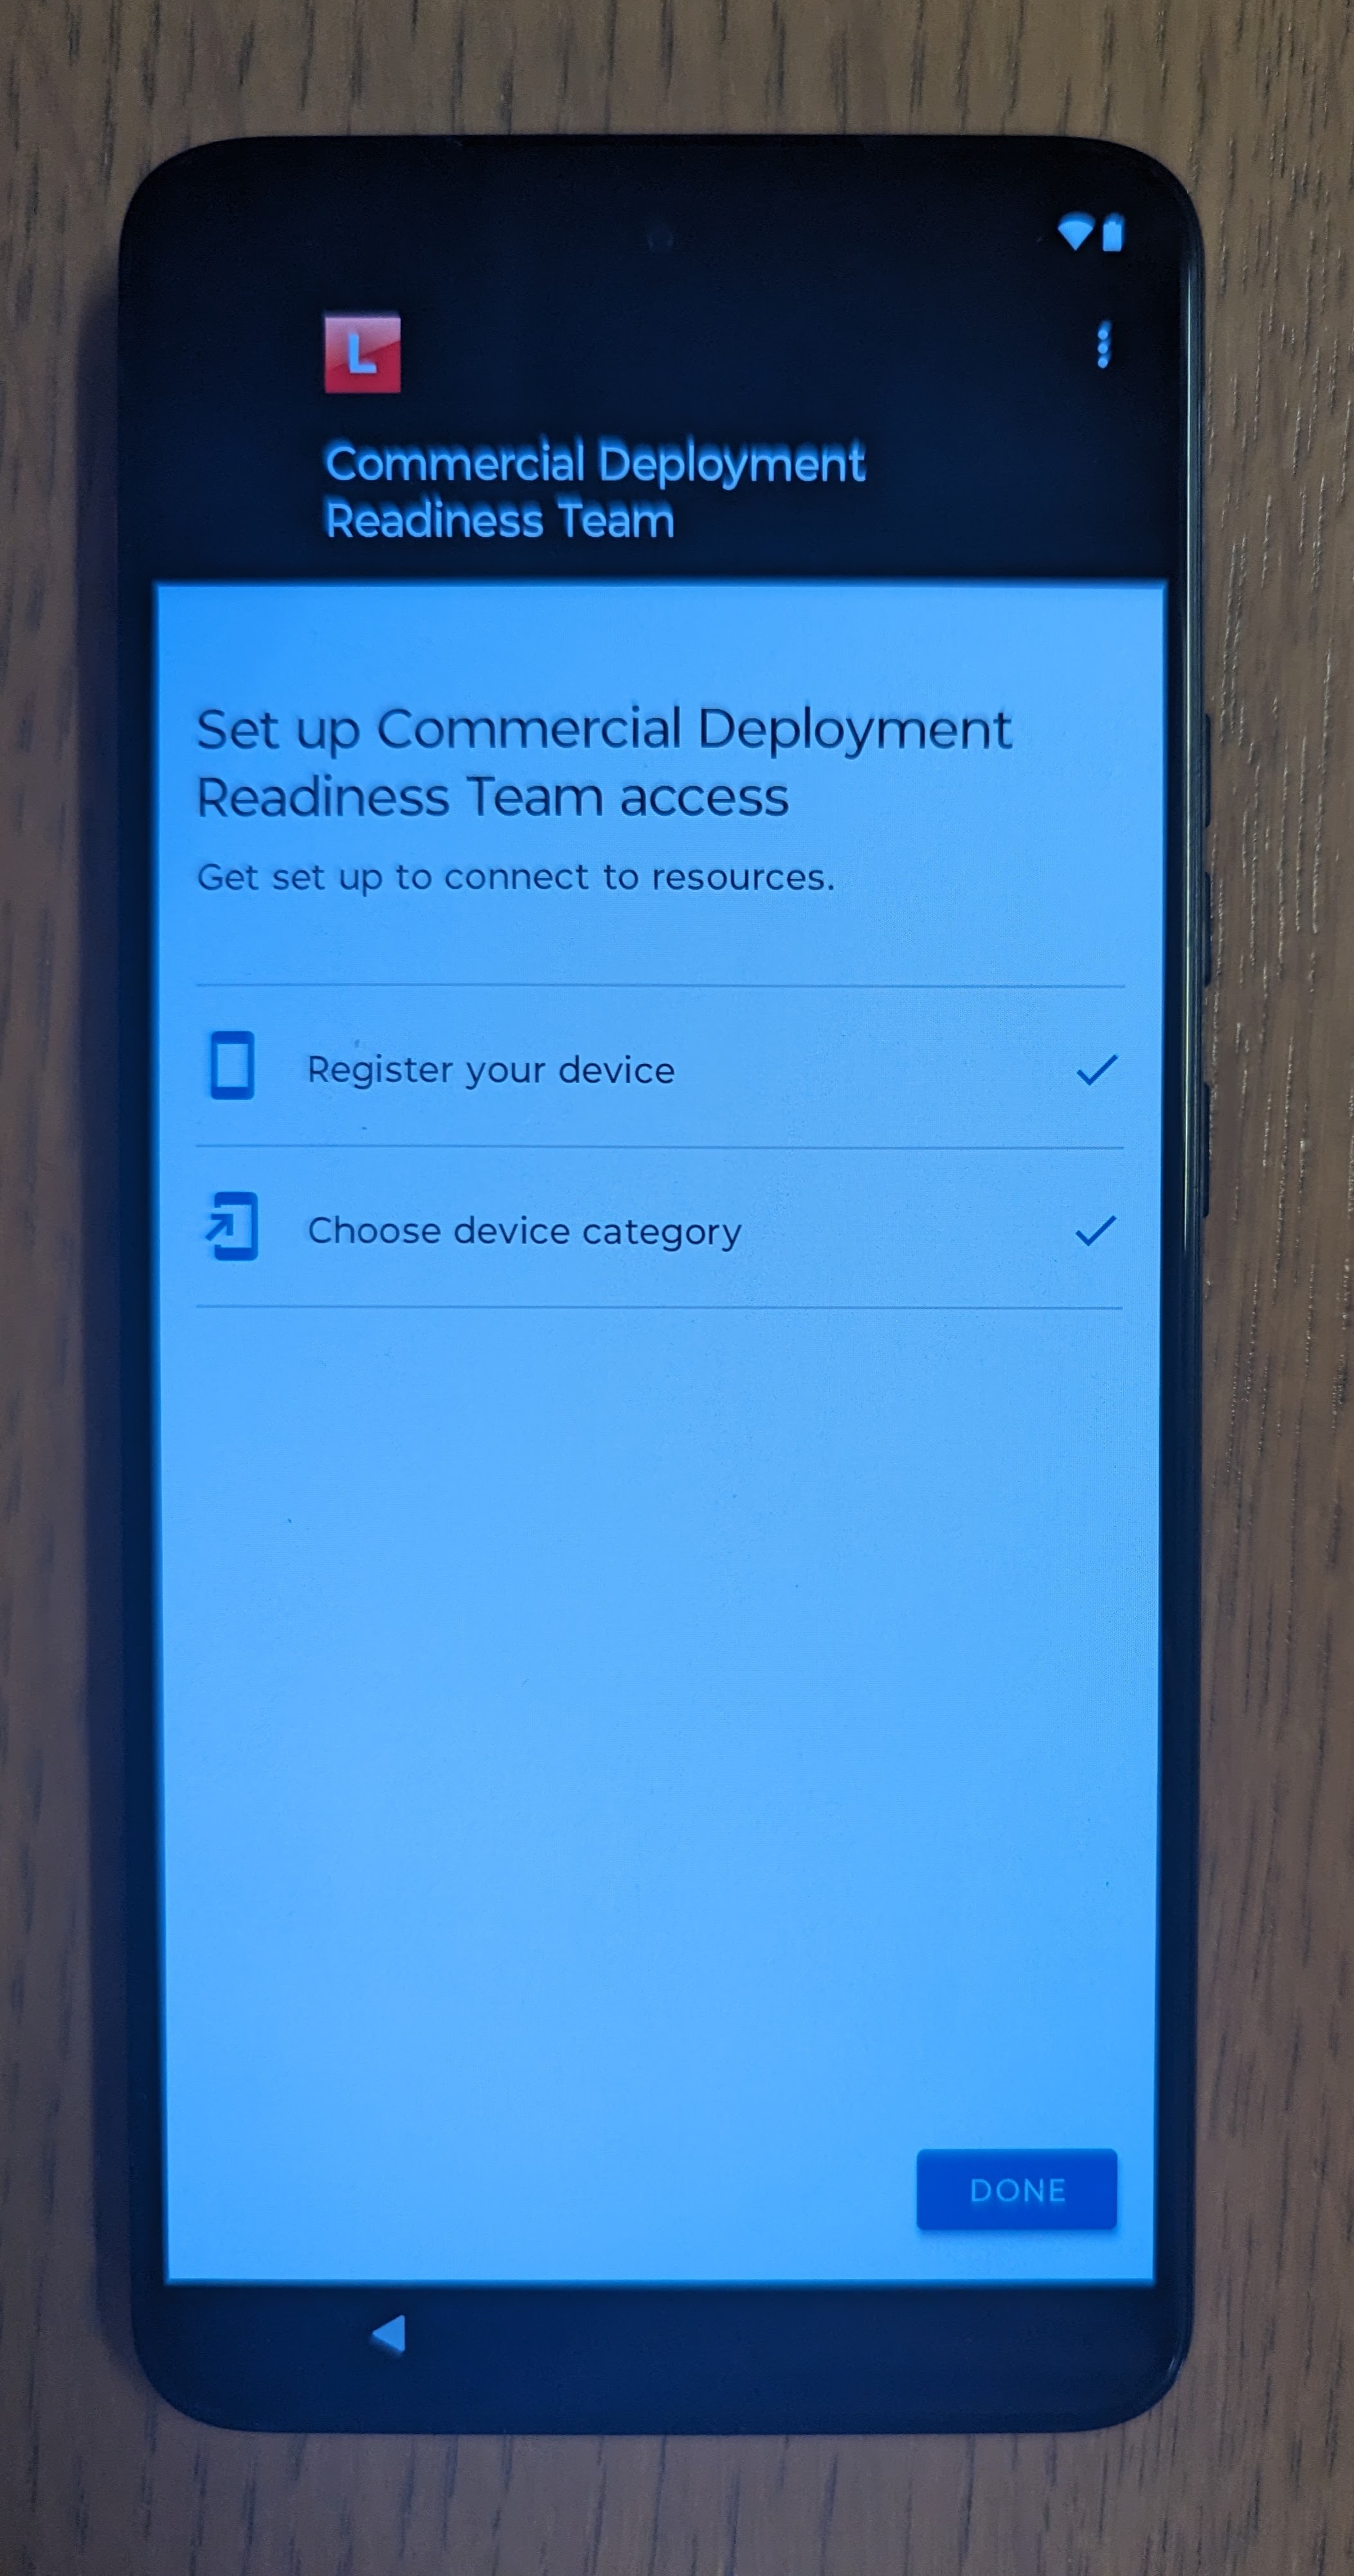 L
Commercial Deployment
Readiness Team
Set up Commercial Deployment
Readiness Team access
Get set up to connect to resources.
Register your device
Choose device category
DONE